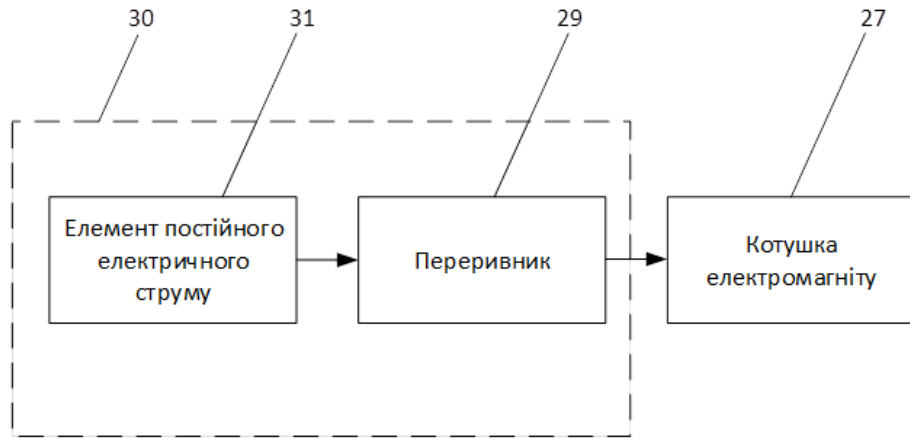 30
31
29
27
Елемент постійного
електричного
струму
Переривник
Котушка
електромагніту